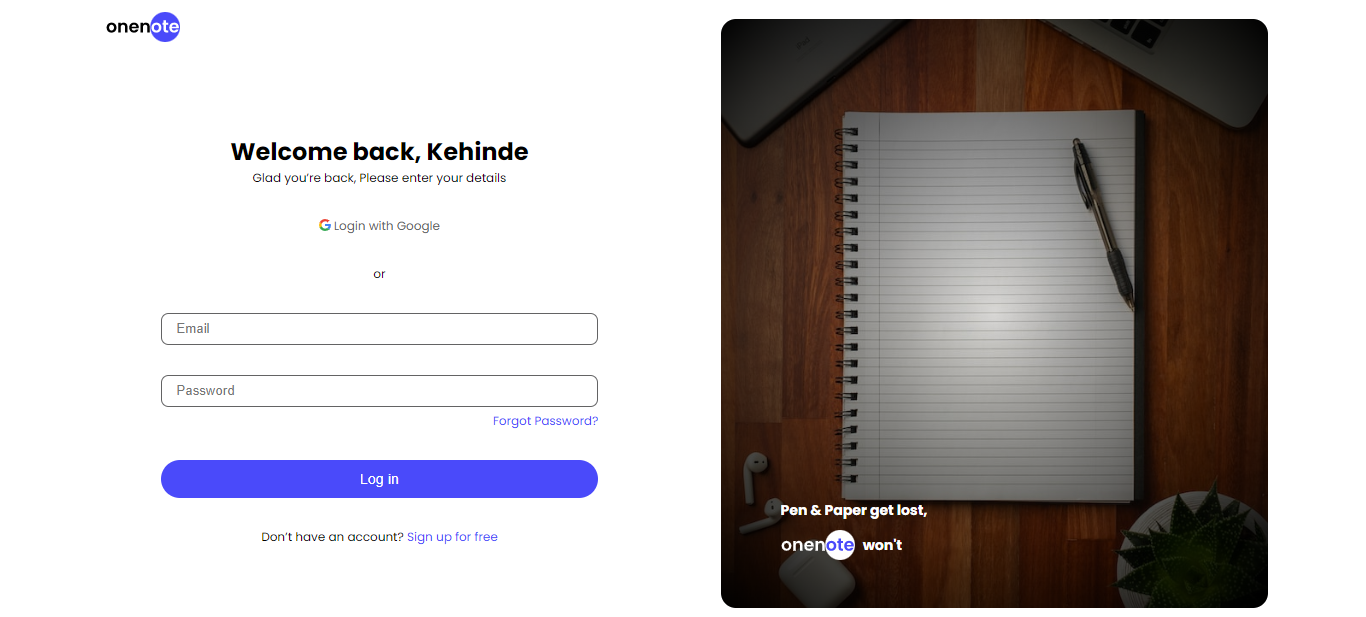 onenote
Welcome back, Kehinde
Glad you’re back, Please enter your details
Login with Google
or
Email
Password
Forgot Password?
Log in
Don’t have an account? Sign up for free
Pen & Paper get lost,
onenote won't